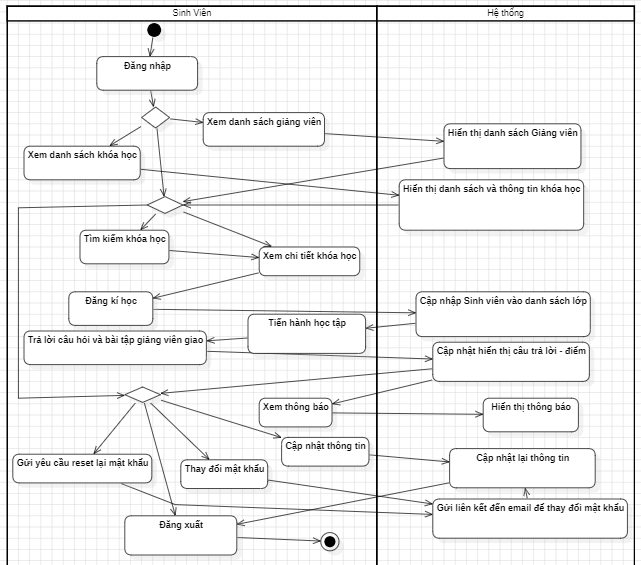 Sinh Viên
Hệ thống
Đăng nhập
Xem danh sách giảng viên
Hiển thị danh sách Giảng viên
Xem danh sách khóa học
Hiển thị danh sách và thông tin khóa học
Tìm kiếm khóa học
Xem chi tiết khóa học
Đăng kí học
Cập nhập Sinh viên vào danh sách lớp
Tiến hành học tập
Trả lời câu hỏi và bài tập giảng viên giao
Cập nhật hiển thị câu trả lời - điểm
Xem thông báo
Hiển thị thông báo
Cập nhật thông tin
Cập nhật lại thông tin
Gửi yêu cầu reset lại mật khẩu
Thay đổi mật khẩu
Gửi liên kết đến email để thay đổi mật khẩu
Đăng xuất